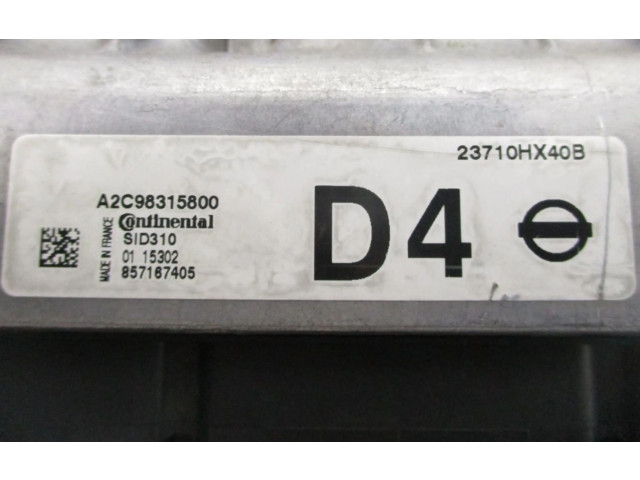 23710HX40B
A2C98315800
Continental
SID310
01 15302
857167405
MADE IN FRANCE
D4